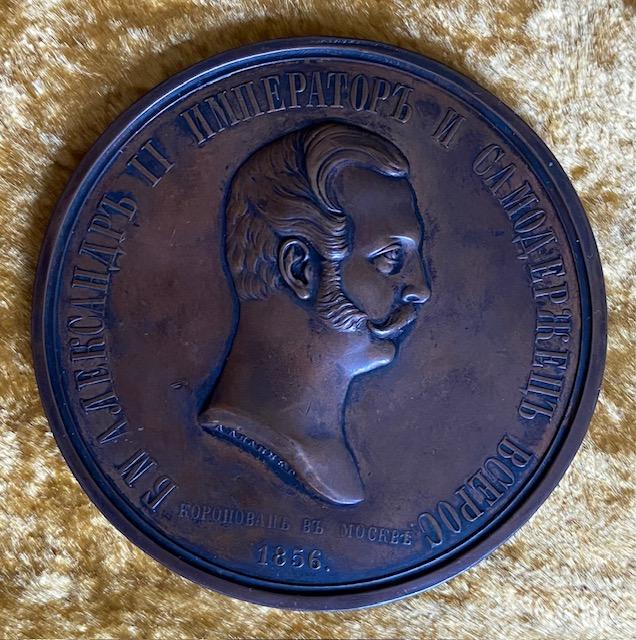 Б М АЛЕКСАНДРЪ II ИМПЕРАТОРЪ И САМОДЕРЖЕЦЪ ВСЕРОС
КОРОНОВАНЪ ВЪ МОСКВѢ
1856.